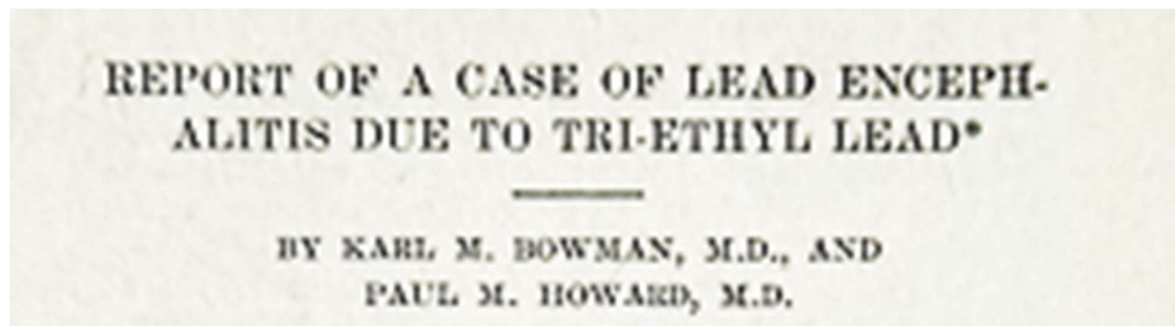 REPORT OF A CASE OF LEAD ENCEPH-
ALITIS DUE TO TRI-ETHYL LEAD*
BY KARL M. BOWMAN, M.D., AND
PAUL M. HOWARD, M.D.